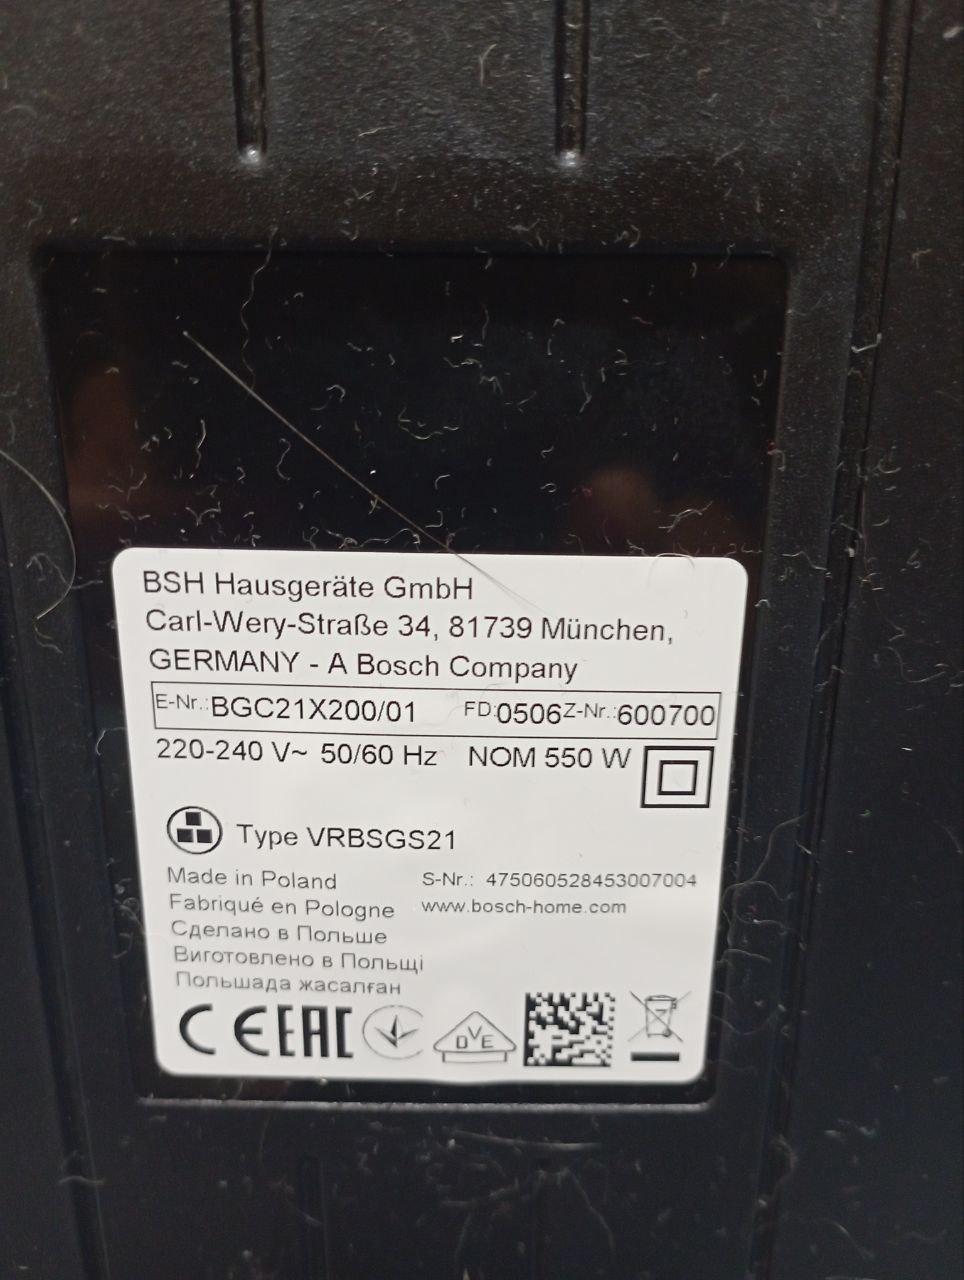 BSH Hausgeräte GmbH
Carl-Wery-Straße 34, 81739 München,
GERMANY - A Bosch Company
E-Nr.: BGC21X200/01 FD: 0506 Z-Nr.: 600700
220-240 V~ 50/60 Hz NOM 550 W
Type VRBSGS21
Made in Poland S-Nr.: 475060528453007004
Fabriqué en Pologne www.bosch-home.com
Сделано в Польше
Виготовлено в Польщі
Польшада жасалған
CE EAC DVE